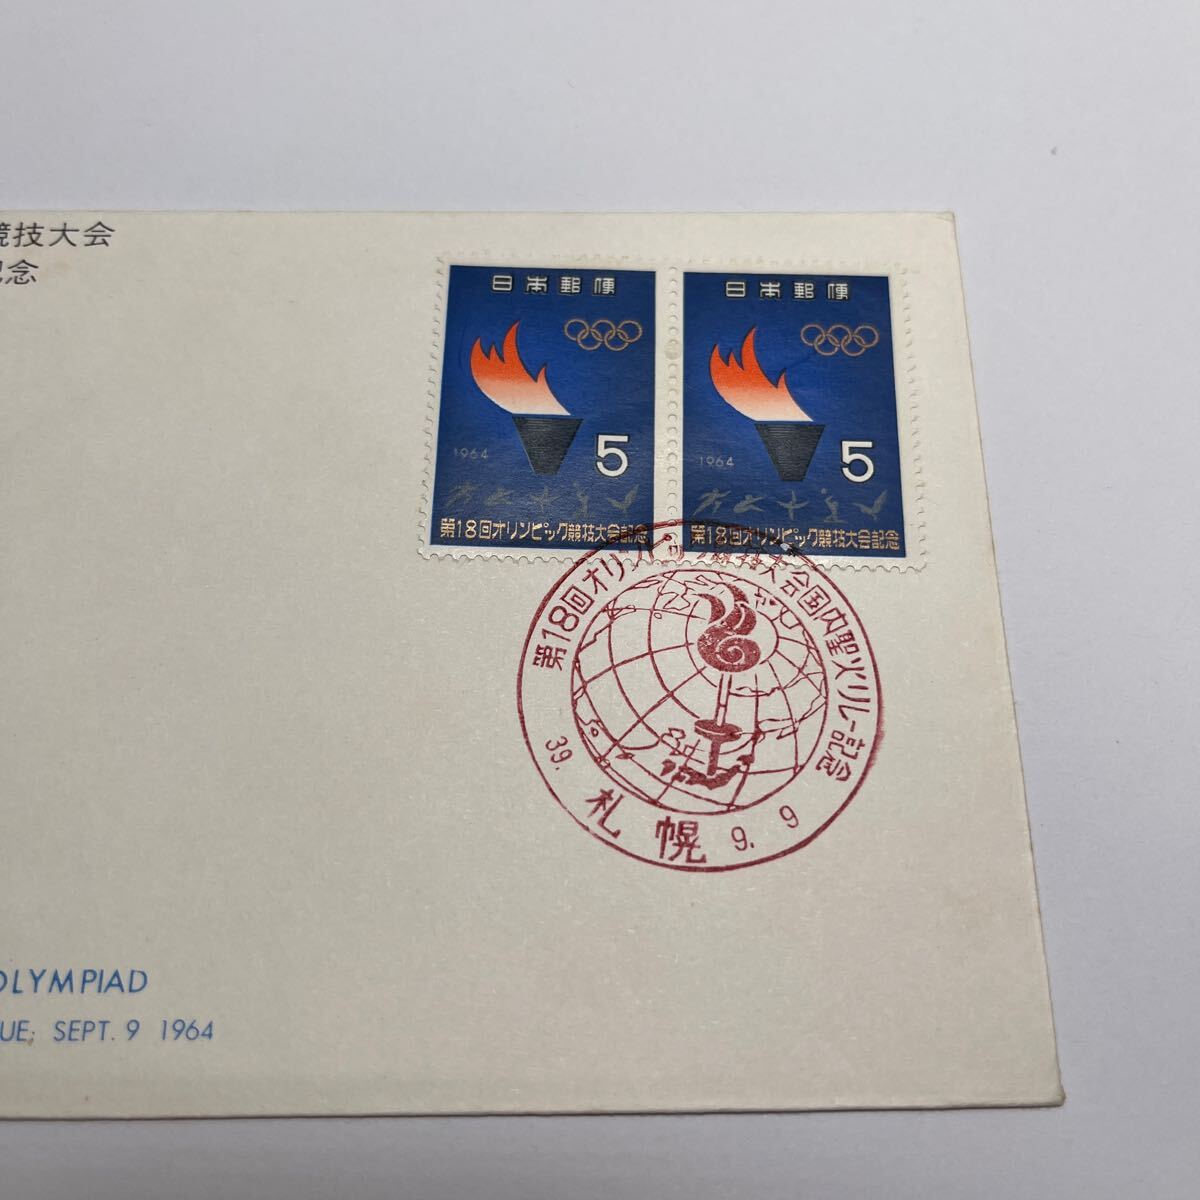 競技大会
記念
日本郵便
1964
5
第18回オリンピック競技大会記念
日本郵便
1964
5
第18回オリンピック競技大会記念
第18回オリンピック競技大会国内聖火リレー記念
39.
札幌
9. 9
OLYMPIAD
UE; SEPT. 9 1964